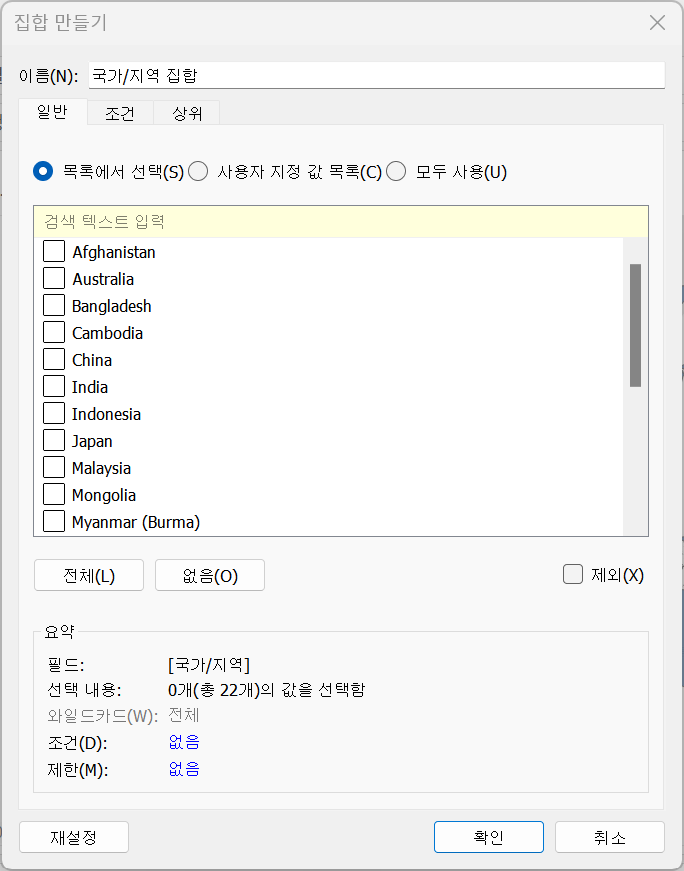 집합 만들기
이름(N): 국가/지역 집합
일반 조건 상위
목록에서 선택(S) 사용자 지정 값 목록(C) 모두 사용(U)
검색 텍스트 입력
Afghanistan
Australia
Bangladesh
Cambodia
China
India
Indonesia
Japan
Malaysia
Mongolia
Myanmar (Burma)
전체(L) 없음(O) 제외(X)
요약
필드: [국가/지역]
선택 내용: 0개(총 22개)의 값을 선택함
와일드카드(W): 전체
조건(D): 없음
제한(M): 없음
재설정 확인 취소